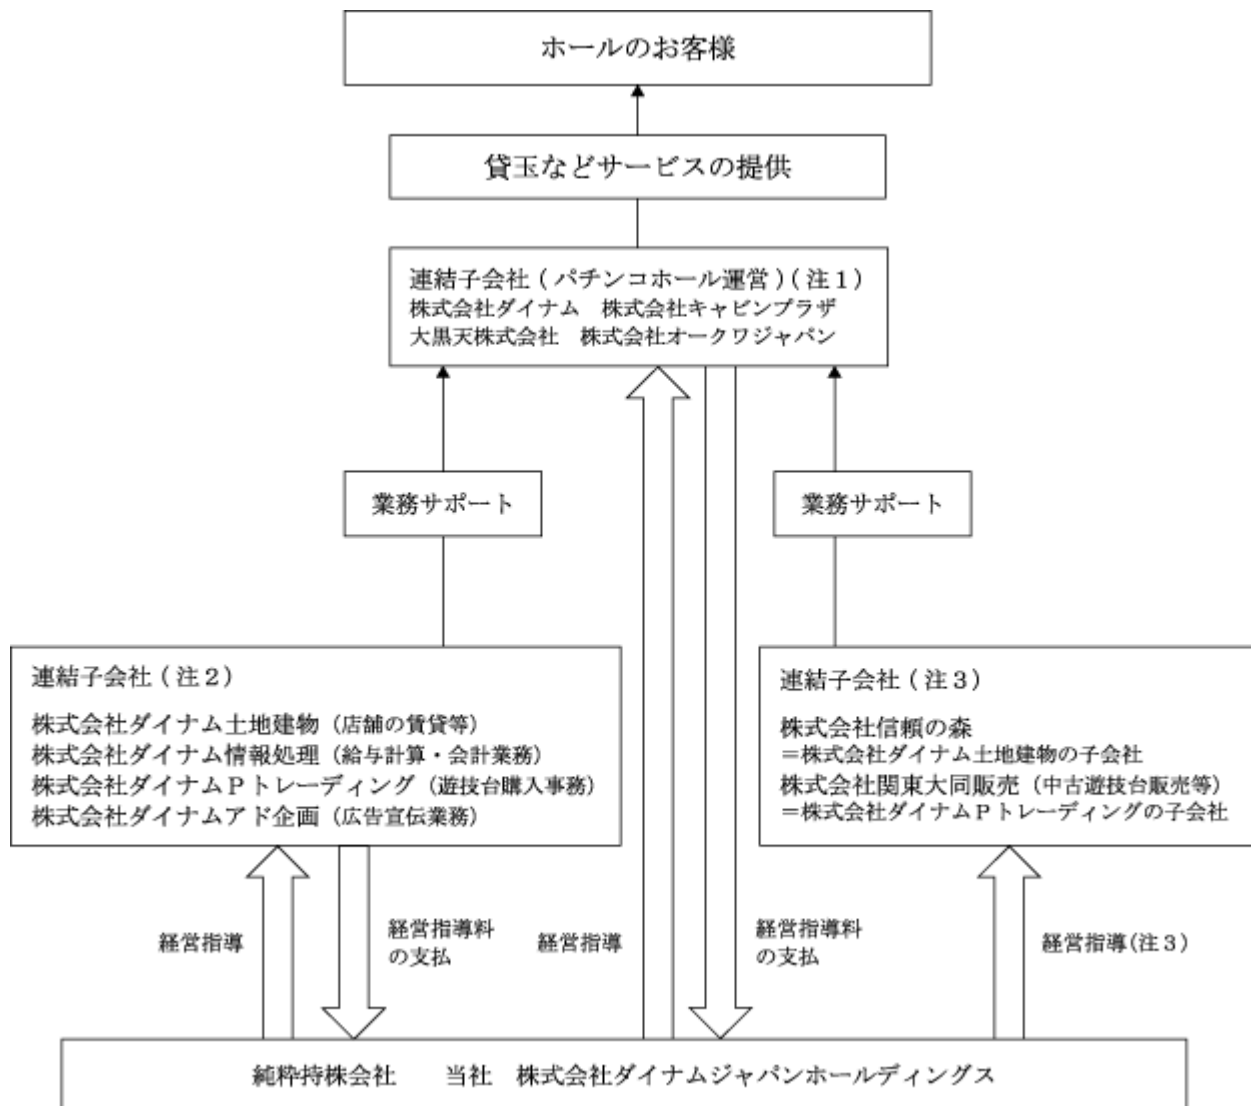 ホールのお客様
貸玉などサービスの提供
連結子会社(パチンコホール運営)(注1)
株式会社ダイナム　株式会社キャビンプラザ
大黒天株式会社　株式会社オークワジャパン
業務サポート
業務サポート
連結子会社(注2)
株式会社ダイナム土地建物(店舗の賃貸等)
株式会社ダイナム情報処理(給与計算・会計業務)
株式会社ダイナムPトレーディング(遊技台購入事務)
株式会社ダイナムアド企画(広告宣伝業務)
連結子会社(注3)
株式会社信頼の森
=株式会社ダイナム土地建物の子会社
株式会社関東大同販売(中古遊技台販売等)
=株式会社ダイナムPトレーディングの子会社
経営指導
経営指導料
の支払
経営指導
経営指導料
の支払
経営指導(注3)
純粋持株会社　　当社　株式会社ダイナムジャパンホールディングス